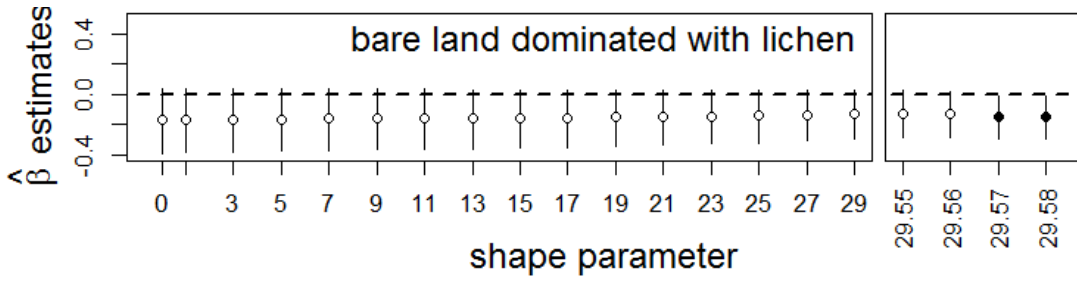 bare land dominated with lichen
β̂ estimates
0.4
0.0
-0.4
0 3 5 7 9 11 13 15 17 19 21 23 25 27 29
29.55 29.56 29.57 29.58
shape parameter